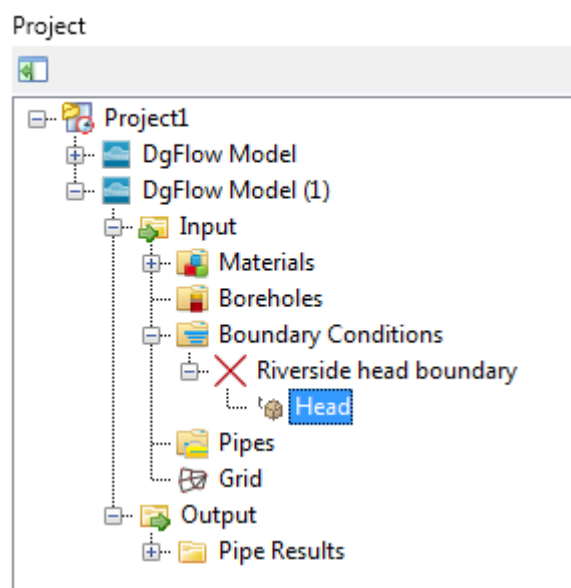 Project
Project1
DgFlow Model
DgFlow Model (1)
Input
Materials
Boreholes
Boundary Conditions
Riverside head boundary
Head
Pipes
Grid
Output
Pipe Results